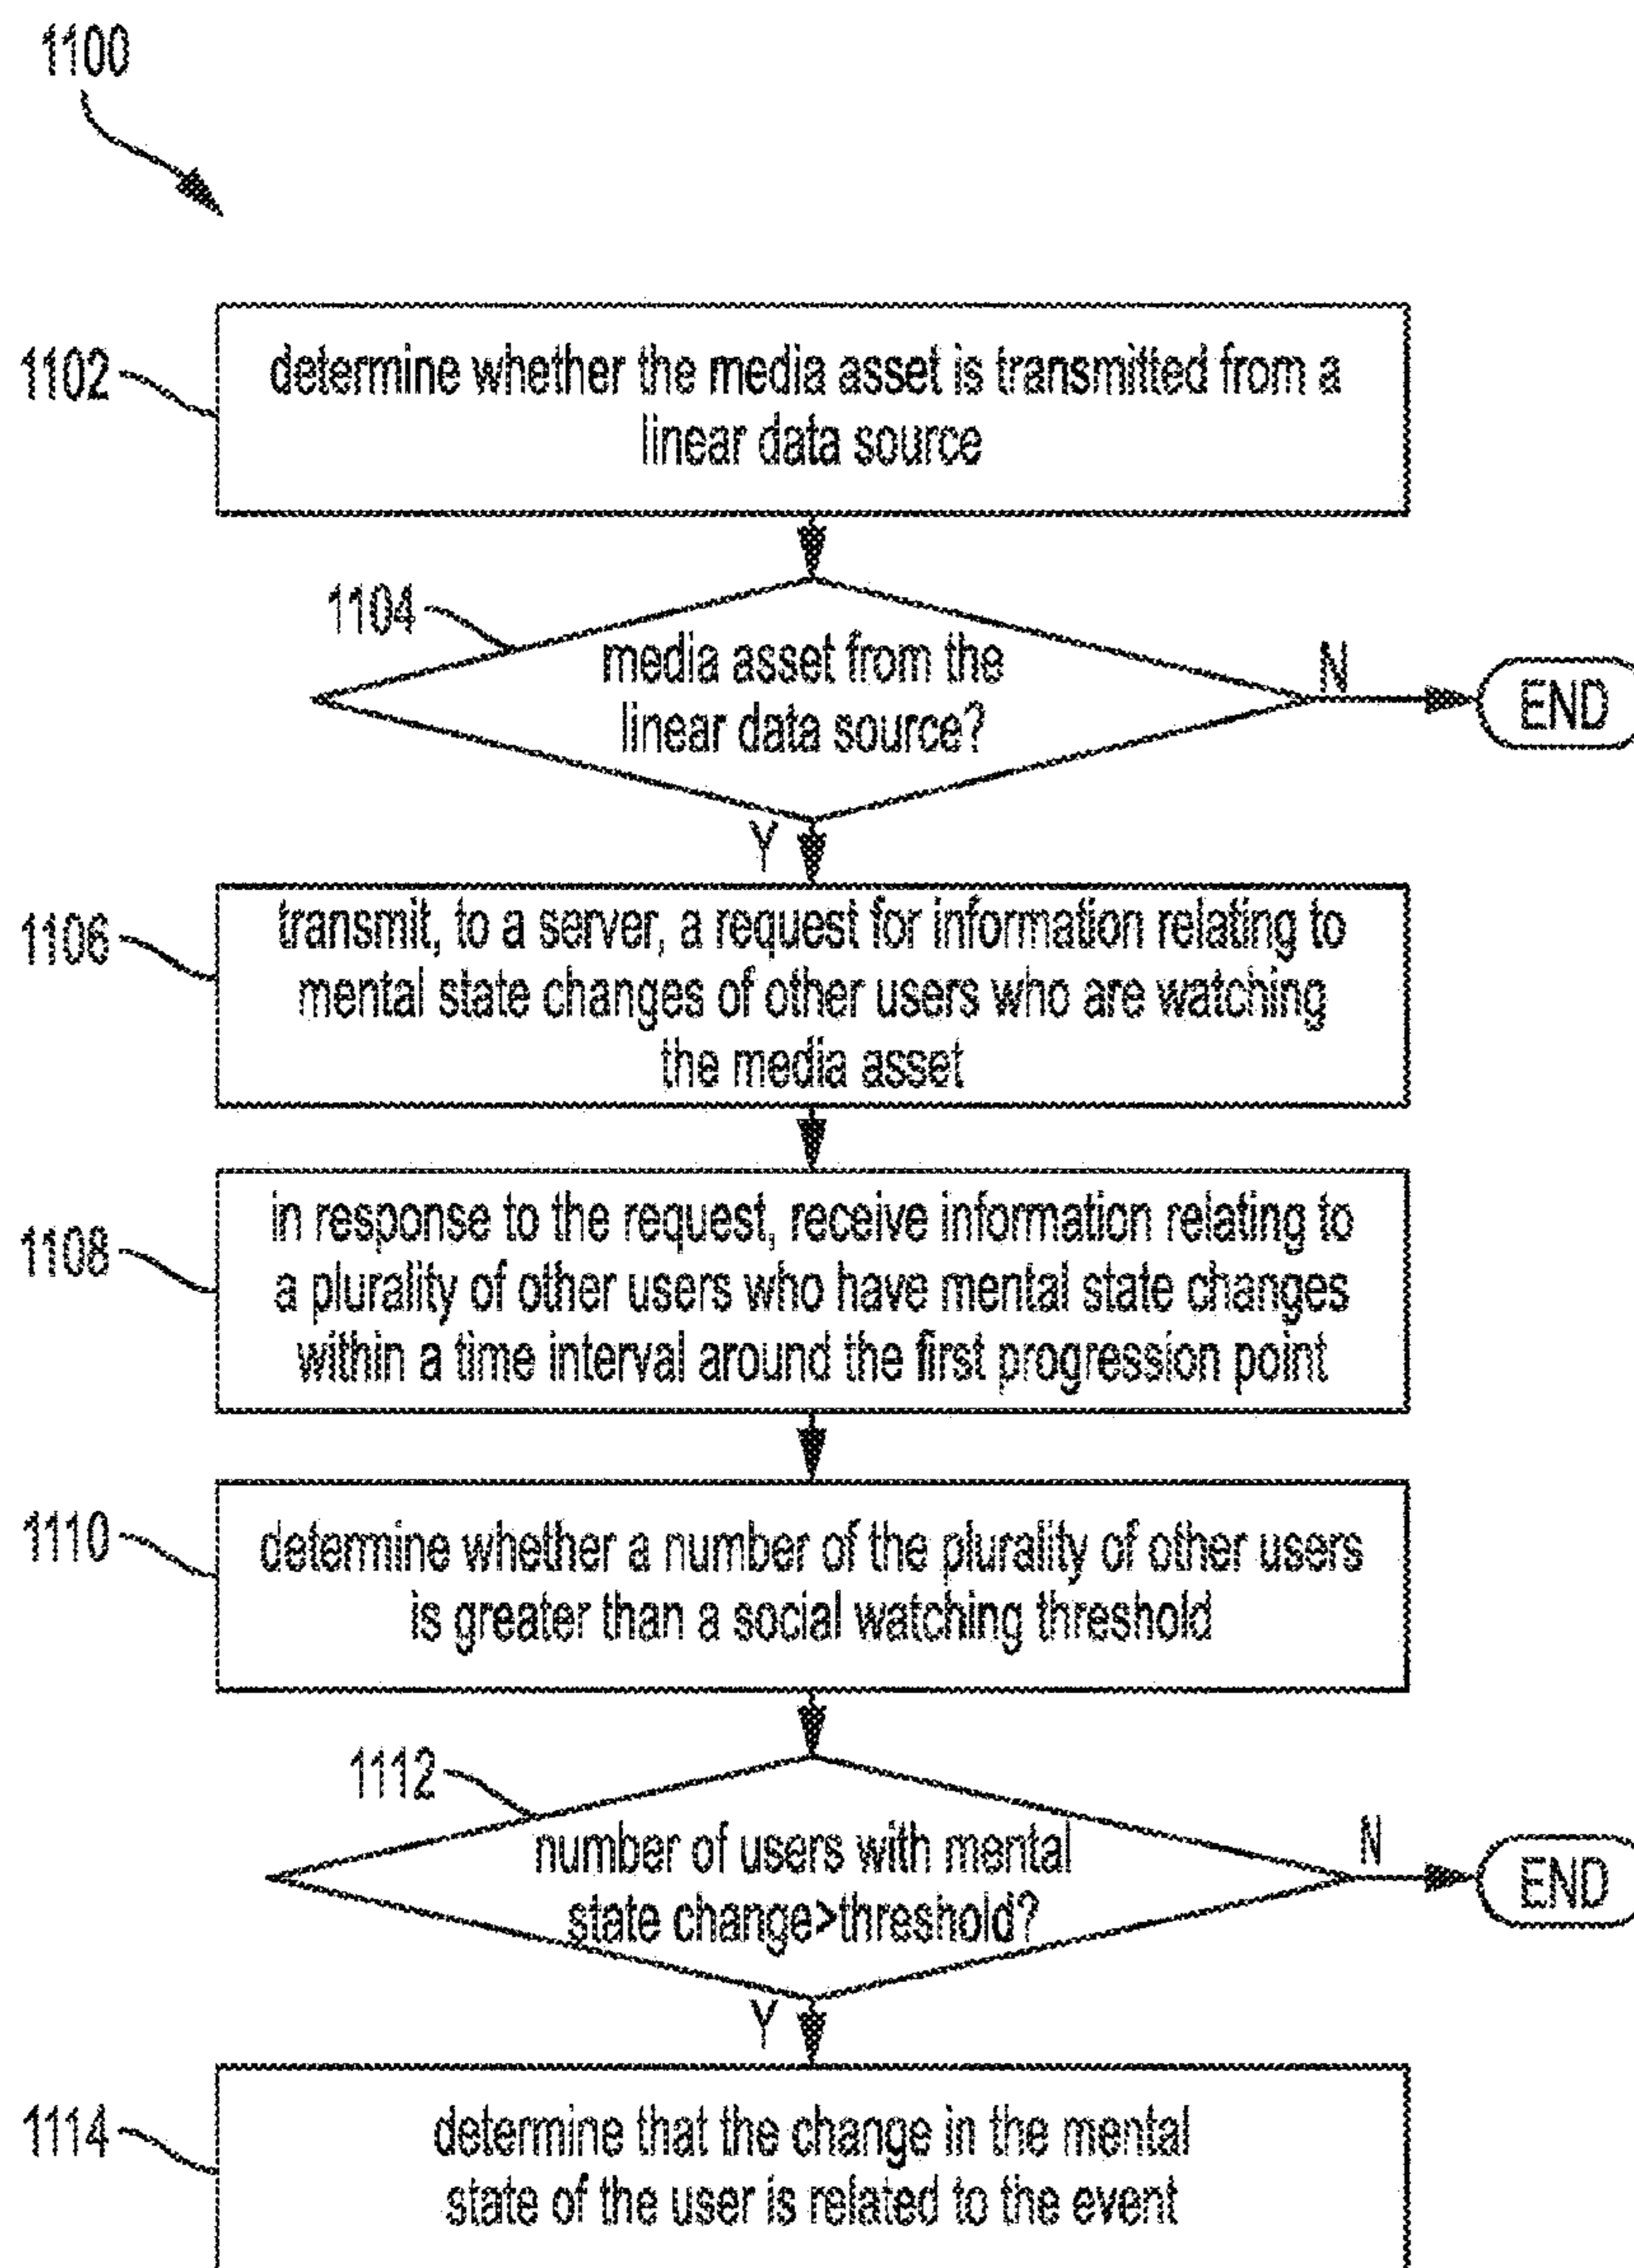 1100
1102
determine whether the media asset is transmitted from a
linear data source
1104
media asset from the
linear data source?
N
END
Y
1106
transmit, to a server, a request for information relating to
mental state changes of other users who are watching
the media asset
1108
in response to the request, receive information relating to
a plurality of other users who have mental state changes
within a time interval around the first progression point
1110
determine whether a number of the plurality of other users
is greater than a social watching threshold
1112
number of users with mental
state change>threshold?
N
END
Y
1114
determine that the change in the mental
state of the user is related to the event